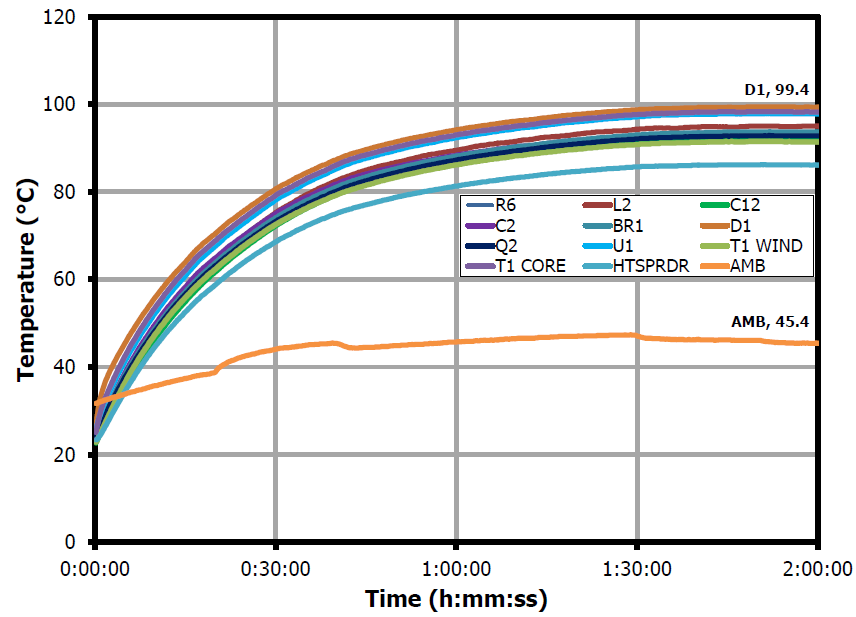 120
100
80
60
40
20
0
Temperature (°C)
D1, 99.4
R6 L2 C12
C2 BR1 D1
Q2 U1 T1 WIND
T1 CORE HTSPRDR AMB
AMB, 45.4
0:00:00 0:30:00 1:00:00 1:30:00 2:00:00
Time (h:mm:ss)